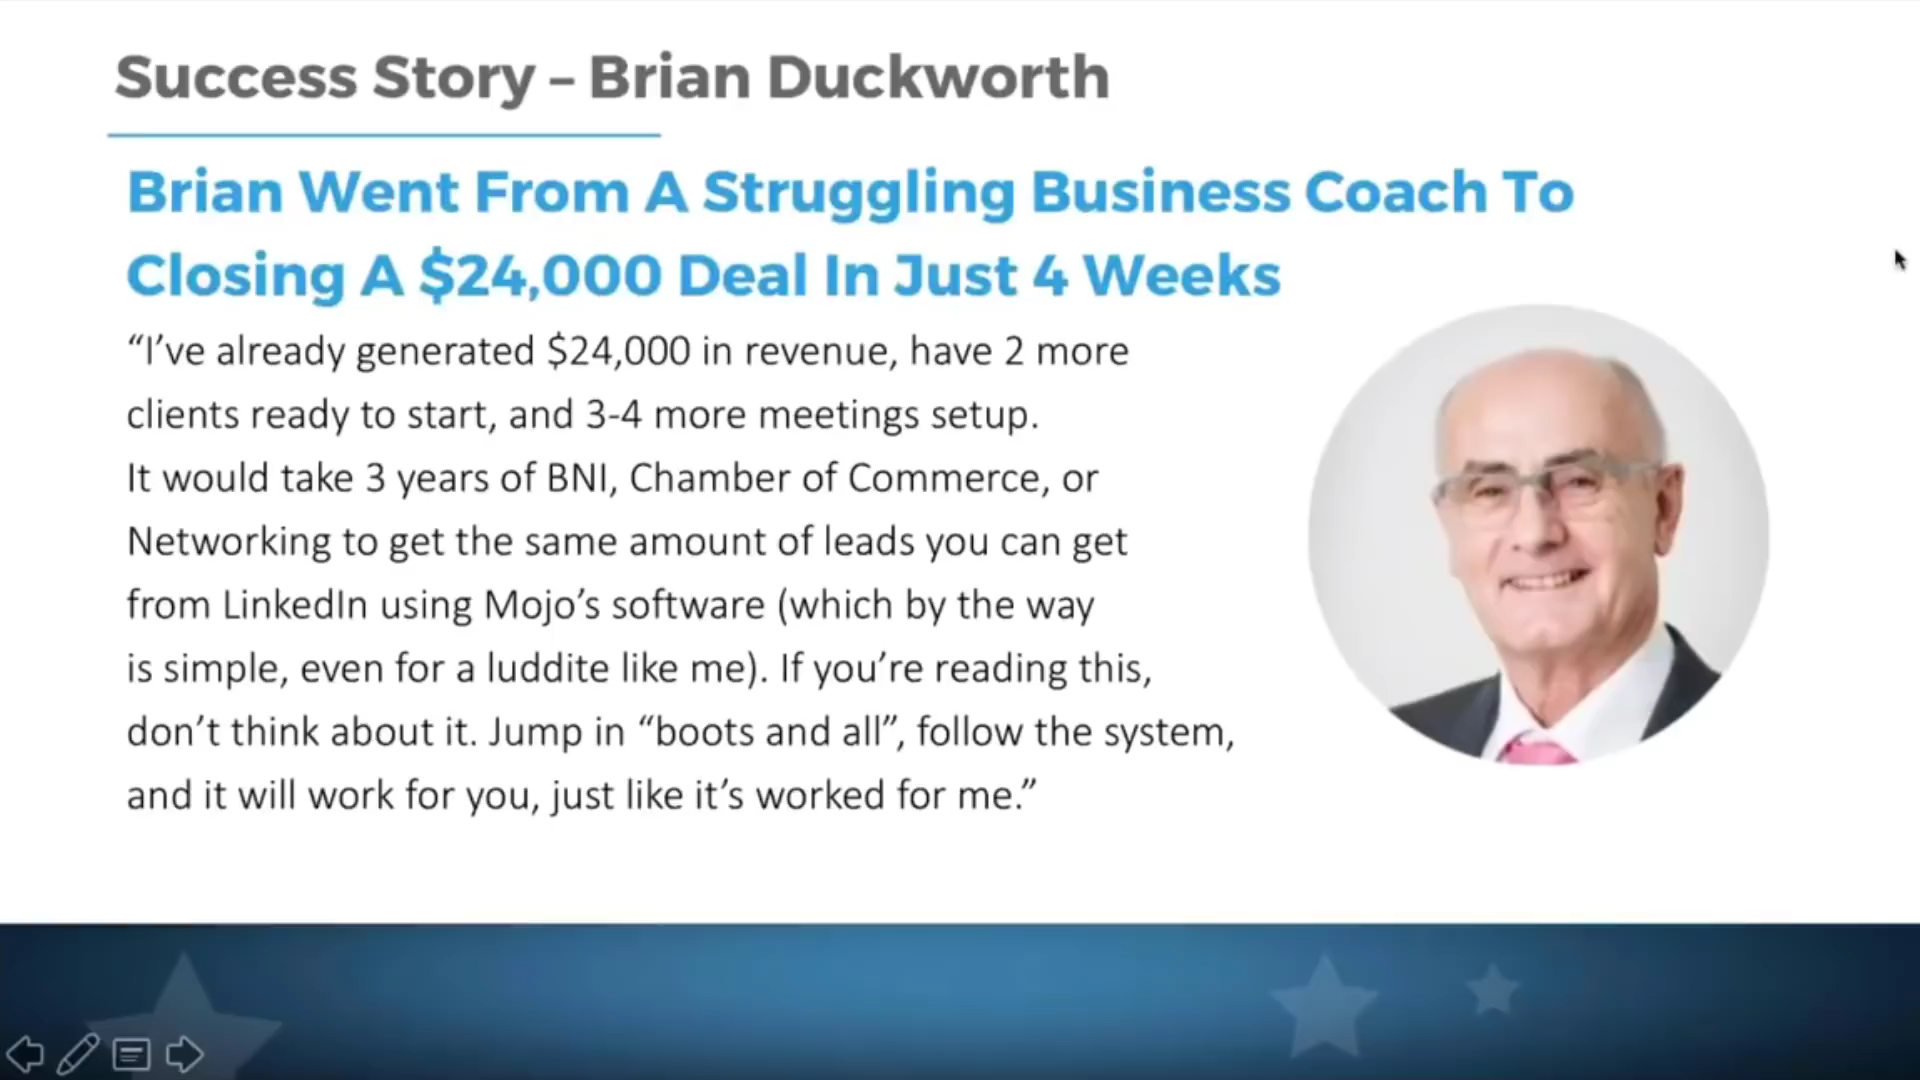 Success Story – Brian Duckworth
Brian Went From A Struggling Business Coach To
Closing A $24,000 Deal In Just 4 Weeks
“I’ve already generated $24,000 in revenue, have 2 more
clients ready to start, and 3-4 more meetings setup.
It would take 3 years of BNI, Chamber of Commerce, or
Networking to get the same amount of leads you can get
from LinkedIn using Mojo’s software (which by the way
is simple, even for a luddite like me). If you’re reading this,
don’t think about it. Jump in “boots and all”, follow the system,
and it will work for you, just like it’s worked for me.”